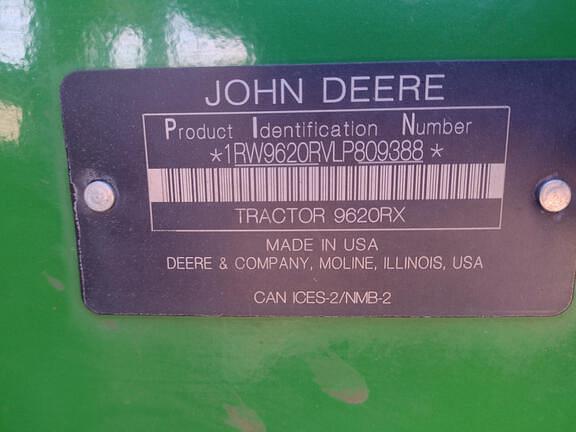 JOHN DEERE
Product Identification Number
*1RW9620RVLP809388*
TRACTOR 9620RX
MADE IN USA
DEERE & COMPANY, MOLINE, ILLINOIS, USA
CAN ICES-2/NMB-2